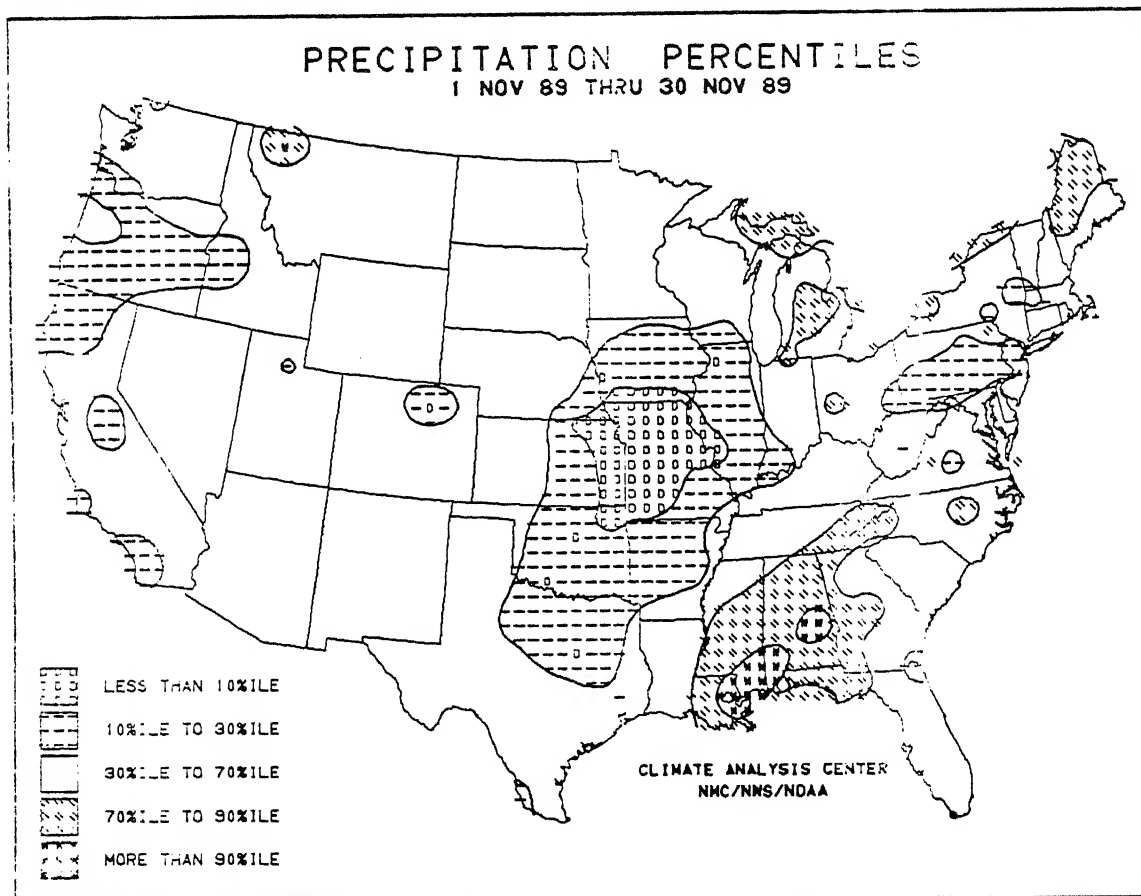 PRECIPITATION PERCENTILES
1 NOV 89 THRU 30 NOV 89
CLIMATE ANALYSIS CENTER
NMC/NWS/NOAA
LESS THAN 10%ILE
10%ILE TO 30%ILE
30%ILE TO 70%ILE
70%ILE TO 90%ILE
MORE THAN 90%ILE